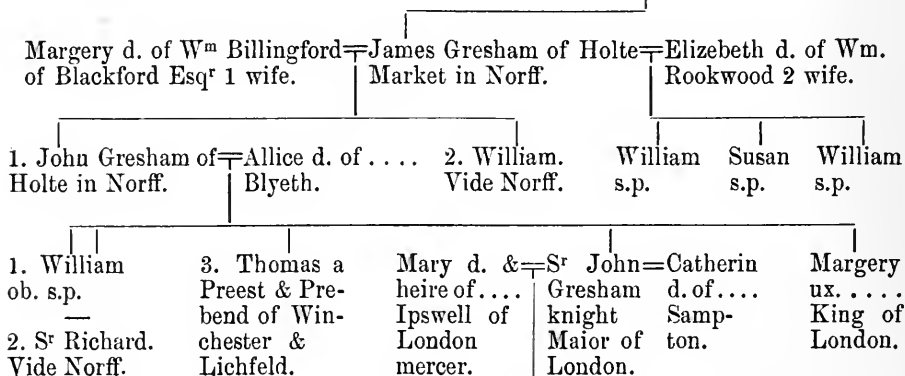 Margery d. of Wᵐ Billingford=James Gresham of Holte=Elizebeth d. of Wm.
of Blackford Esqʳ 1 wife. Market in Norff. Rookwood 2 wife.
1. John Gresham of=Allice d. of .... 2. William. William Susan William
Holte in Norff. Blyeth. Vide Norff. s.p. s.p. s.p.
1. William
ob. s.p.
—
2. Sʳ Richard.
Vide Norff.
3. Thomas a
Preest & Pre-
bend of Win-
chester &
Lichfeld.
Mary d. &
heire of ....
Ipswell of
London
mercer.
=Sʳ John=
Gresham
knight
Maior of
London.
Catherin
d. of ....
Samp-
ton.
Margery
ux. ....
King of
London.